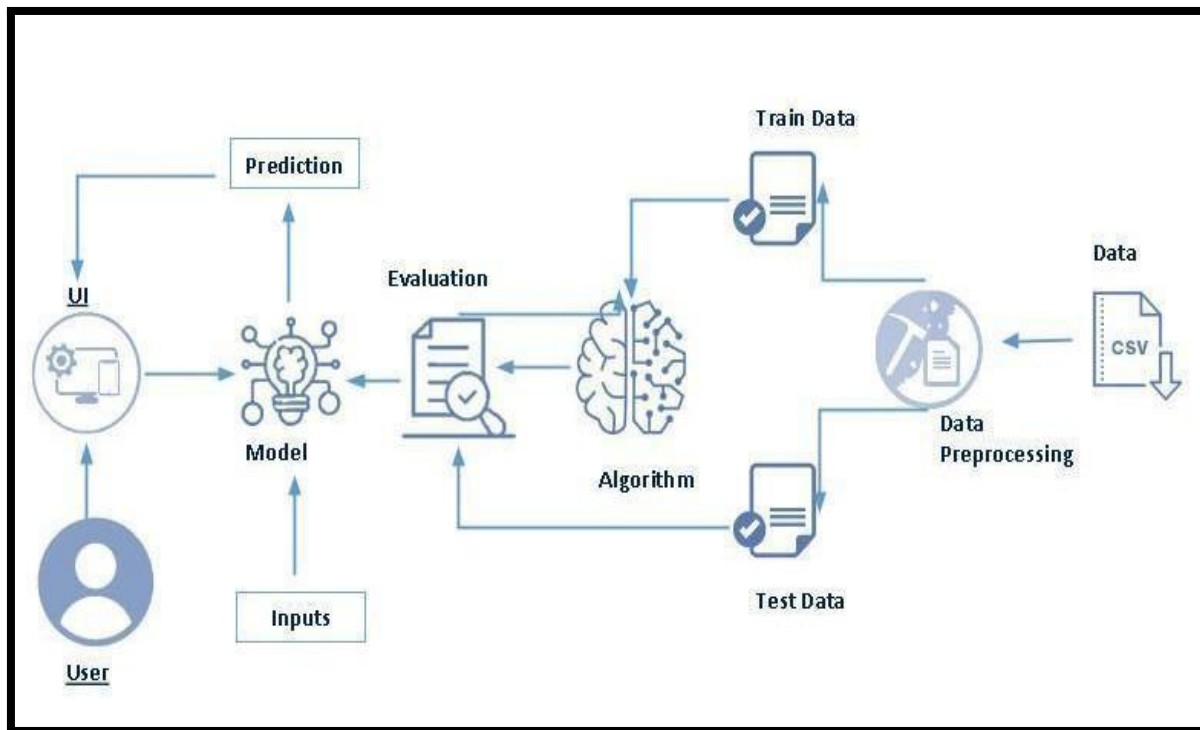 Train Data
Prediction
Data
Evaluation
UI
CSV
Data
Preprocessing
Model
Algorithm
Test Data
Inputs
User